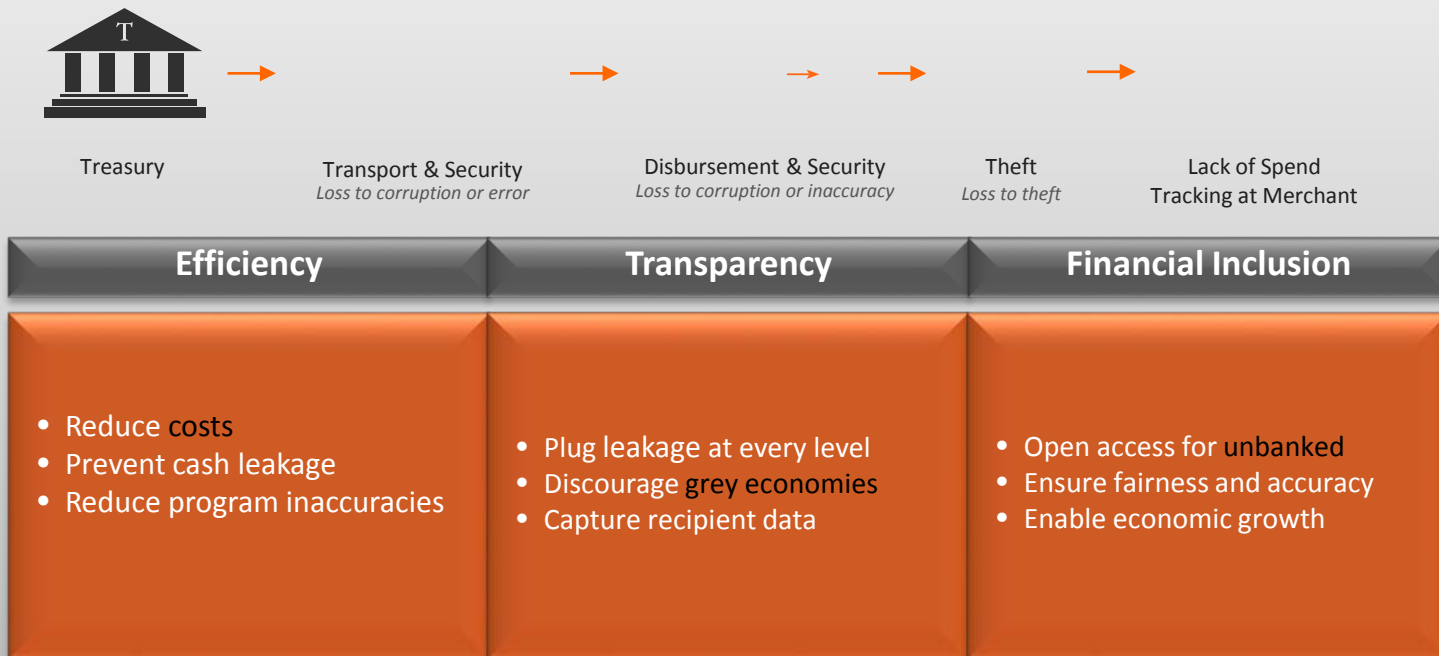 T
Treasury
Transport & Security
Loss to corruption or error
Disbursement & Security
Loss to corruption or inaccuracy
Theft
Loss to theft
Lack of Spend
Tracking at Merchant
Efficiency
Transparency
Financial Inclusion
• Reduce costs
• Prevent cash leakage
• Reduce program inaccuracies
• Plug leakage at every level
• Discourage grey economies
• Capture recipient data
• Open access for unbanked
• Ensure fairness and accuracy
• Enable economic growth